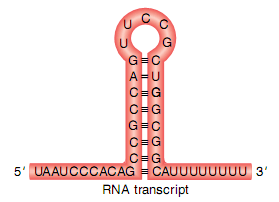 U C C
U G
G C
A U
C G
C G
G C
C G
C G
5′ UAAUCCCACAG CAUUUUUUUU 3′
RNA transcript